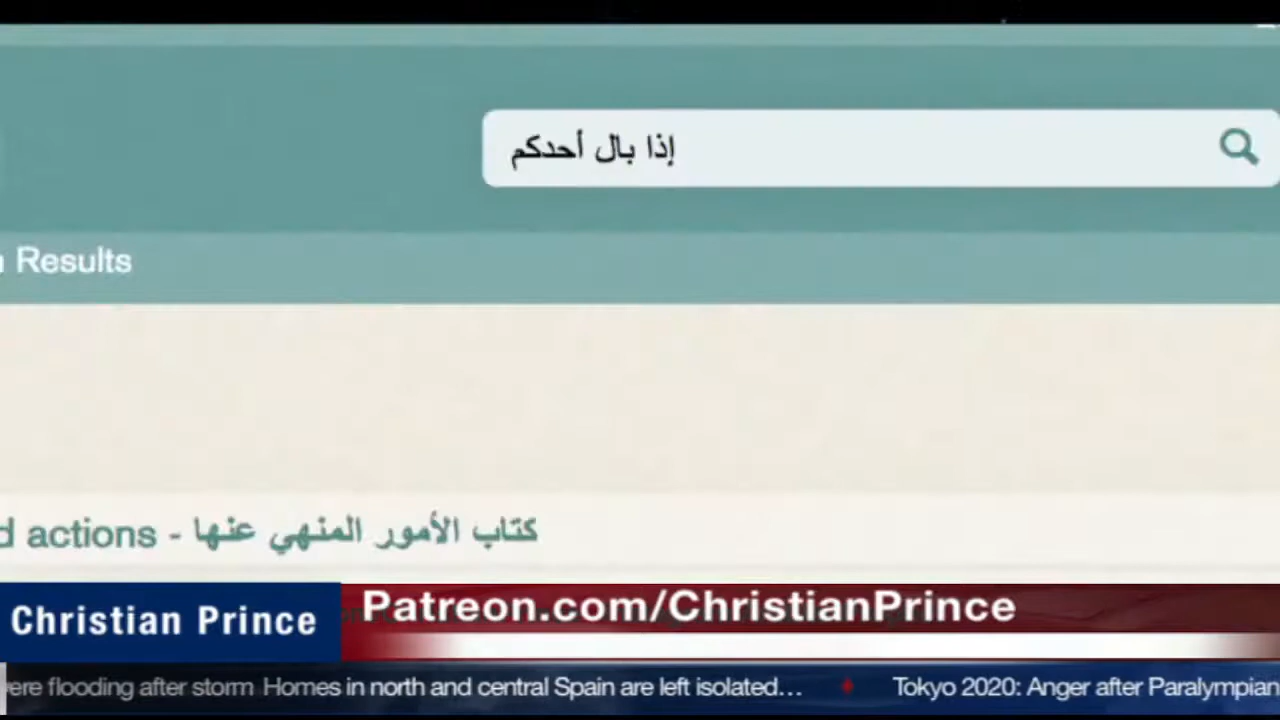 إذا بال أحدكم
Results
actions - كتاب الأمور المنهي عنها
Patreon.com/ChristianPrince
Christian Prince
ere flooding after storm Homes in north and central Spain are left isolated... ♦ Tokyo 2020: Anger after Paralympian